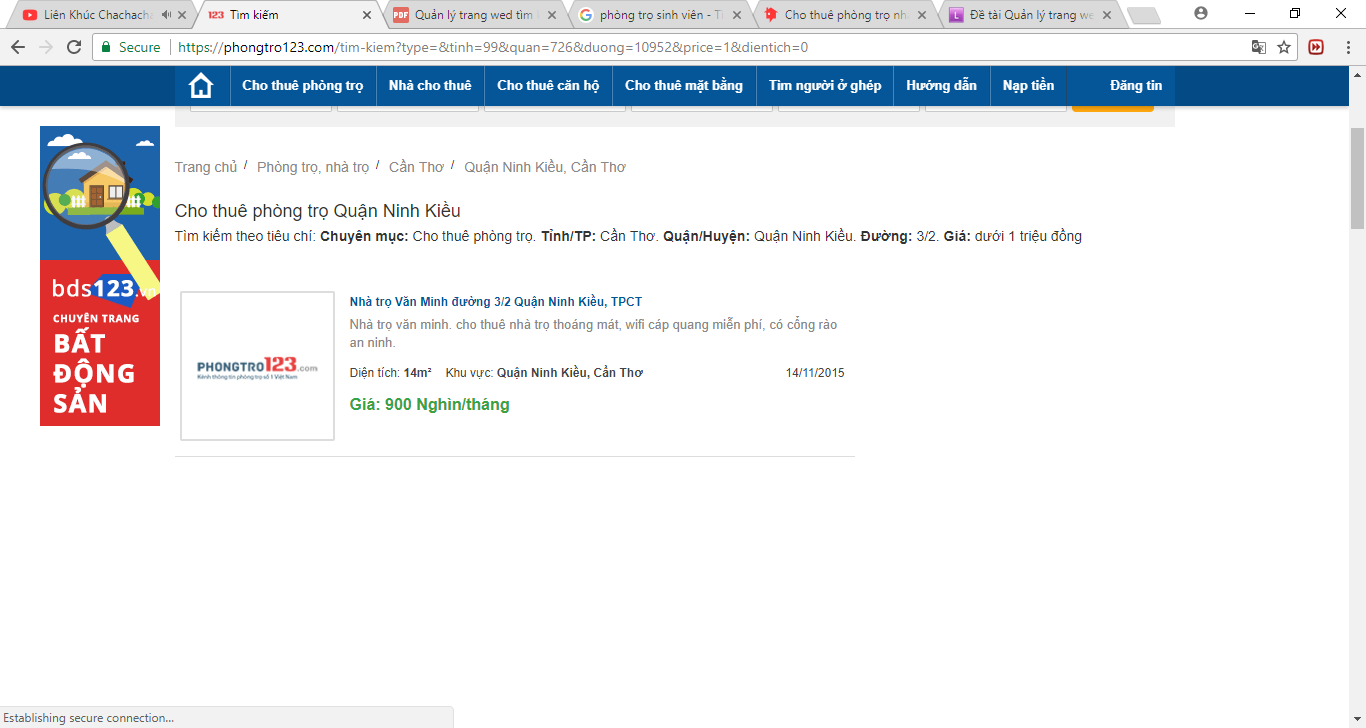 Liên Khúc Chachacha
Tìm kiếm
Quản lý trang wed tìm
phòng trọ sinh viên - T
Cho thuê phòng trọ nh
Đề tài Quản lý trang we
Secure
https://phongtro123.com/tim-kiem?type=&tinh=99&quan=726&duong=10952&price=1&dientich=0
Cho thuê phòng trọ
Nhà cho thuê
Cho thuê căn hộ
Cho thuê mặt bằng
Tìm người ở ghép
Hướng dẫn
Nạp tiền
Đăng tin
Trang chủ / Phòng trọ, nhà trọ / Cần Thơ / Quận Ninh Kiều, Cần Thơ
Cho thuê phòng trọ Quận Ninh Kiều
Tìm kiếm theo tiêu chí: Chuyên mục: Cho thuê phòng trọ. Tỉnh/TP: Cần Thơ. Quận/Huyện: Quận Ninh Kiều. Đường: 3/2. Giá: dưới 1 triệu đồng
bds123.vn
CHUYÊN TRANG
BẤT
ĐỘNG
SẢN
PHONGTRO123.com
Kênh thông tin phòng trọ số 1 Việt Nam
Nhà trọ Văn Minh đường 3/2 Quận Ninh Kiều, TPCT
Nhà trọ văn minh. cho thuê nhà trọ thoáng mát, wifi cáp quang miễn phí, có cổng rào
an ninh.
Diện tích: 14m² Khu vực: Quận Ninh Kiều, Cần Thơ 14/11/2015
Giá: 900 Nghìn/tháng
Establishing secure connection...